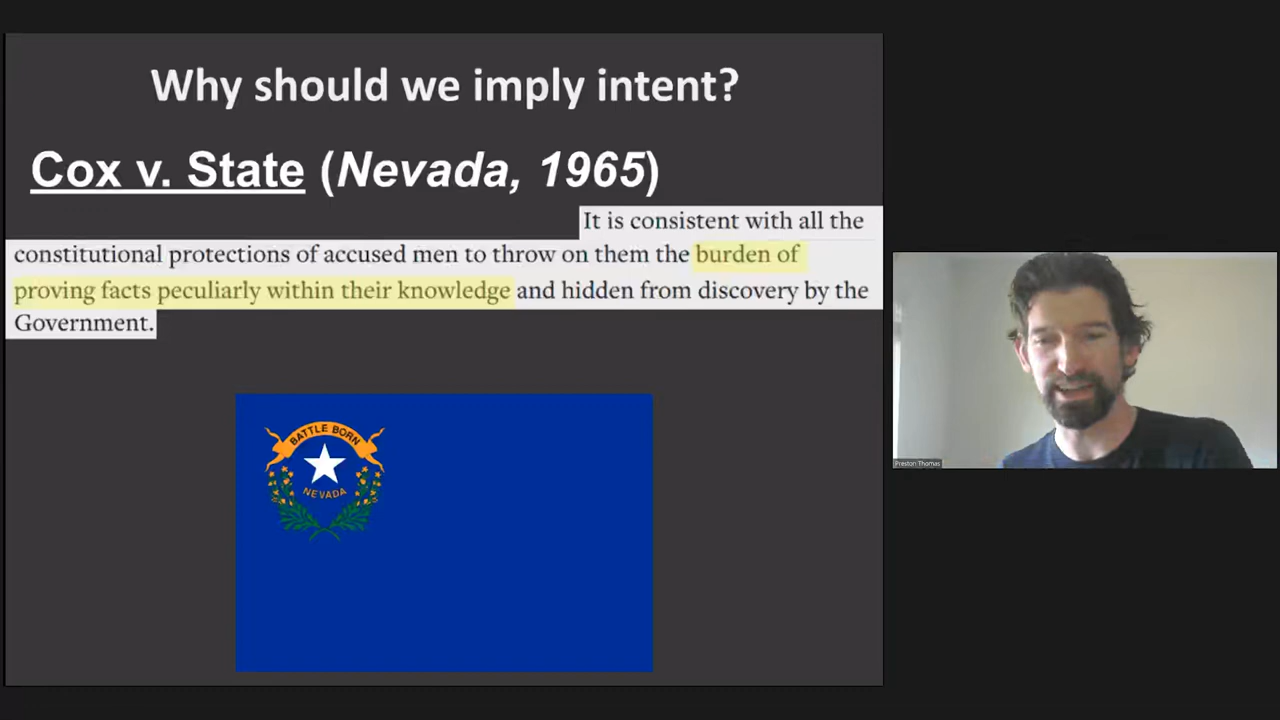 Why should we imply intent?
Cox v. State (Nevada, 1965)
It is consistent with all the
constitutional protections of accused men to throw on them the burden of
proving facts peculiarly within their knowledge and hidden from discovery by the
Government.
BATTLE BORN
NEVADA
Preston Thomas